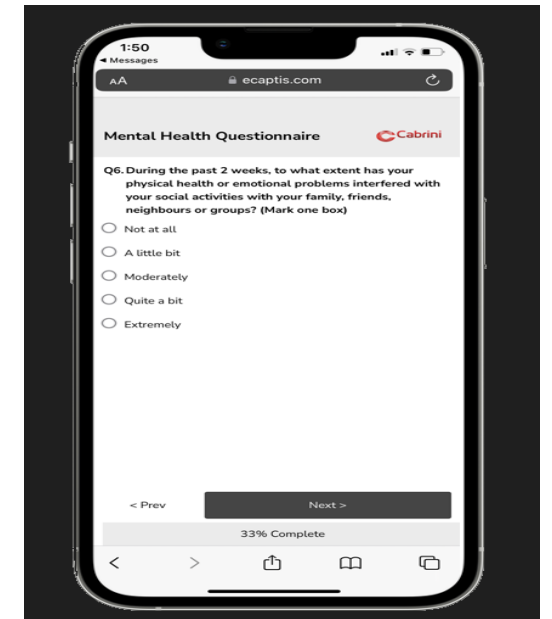 1:50
◀ Messages
AA ecaptis.com
Mental Health Questionnaire
Cabrini
Q6. During the past 2 weeks, to what extent has your
physical health or emotional problems interfered with
your social activities with your family, friends,
neighbours or groups? (Mark one box)
Not at all
A little bit
Moderately
Quite a bit
Extremely
< Prev
Next >
33% Complete